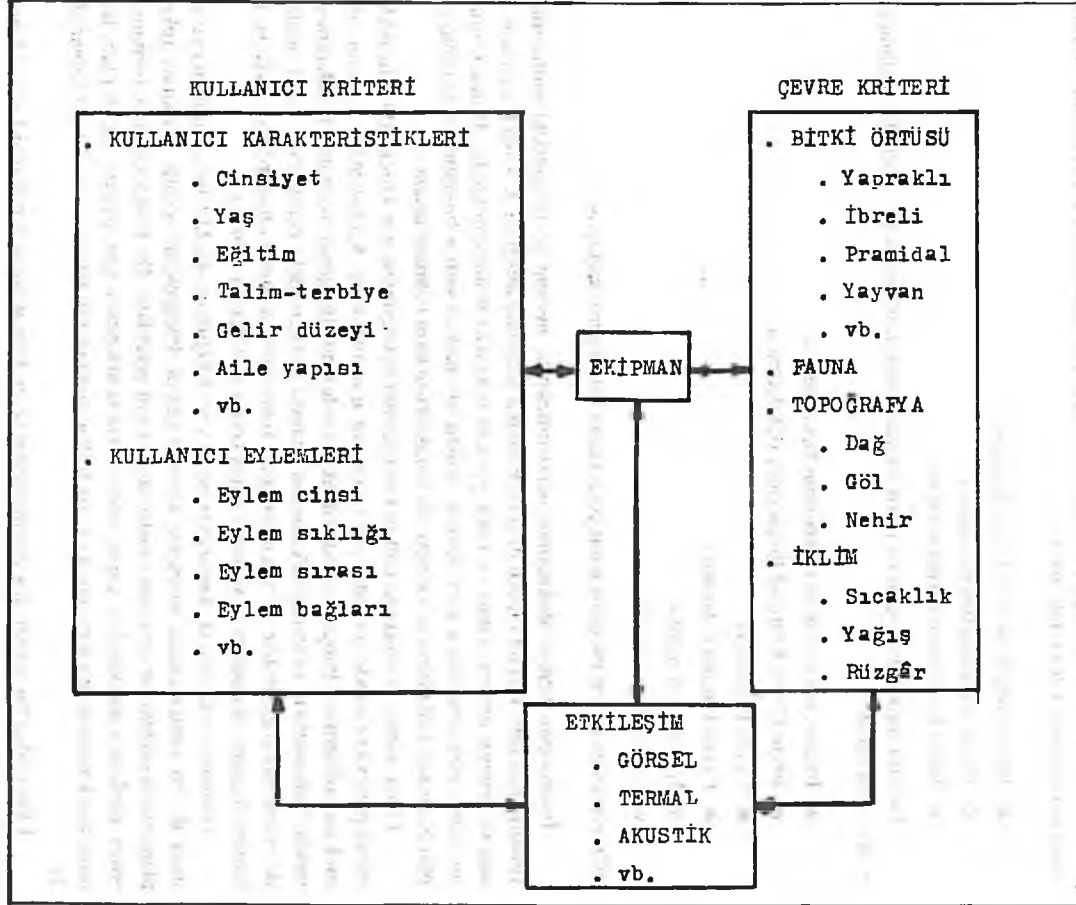 KULLANICI KRİTERİ
. KULLANICI KARAKTERİSTİKLERİ
. Cinsiyet
. Yaş
. Eğitim
. Talim-terbiye
. Gelir düzeyi
. Aile yapısı
. vb.
. KULLANICI EYLEMLERİ
. Eylem cinsi
. Eylem sıklığı
. Eylem sırası
. Eylem bağları
. vb.
EKİPMAN
ÇEVRE KRİTERİ
. BİTKİ ÖRTÜSÜ
. Yapraklı
. İbreli
. Pramidal
. Yayvan
. vb.
. FAUNA
. TOPOĞRAFYA
. Dağ
. Göl
. Nehir
. İKLİM
. Sıcaklık
. Yağış
. Rüzgâr
ETKİLEŞİM
. GÖRSEL
. TERMAL
. AKUSTİK
. vb.